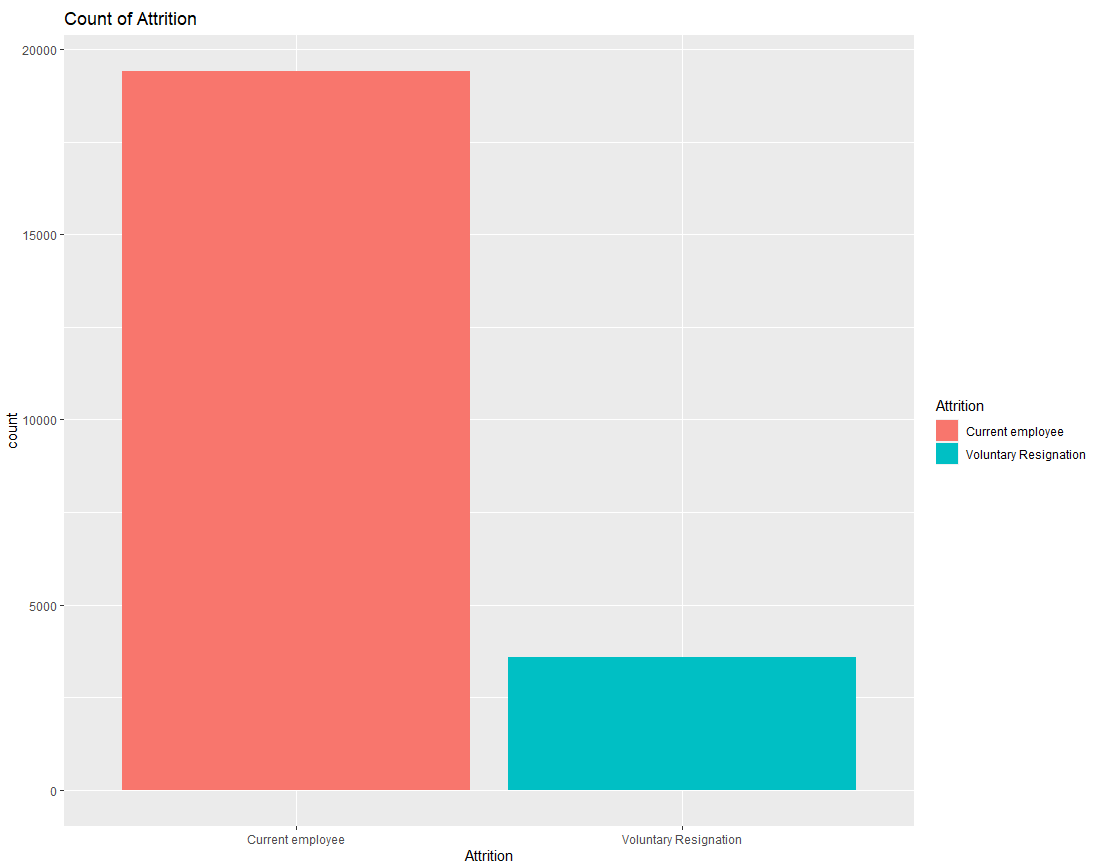 Count of Attrition
20000
15000
10000
5000
0
count
Current employee
Voluntary Resignation
Attrition
Attrition
Current employee
Voluntary Resignation